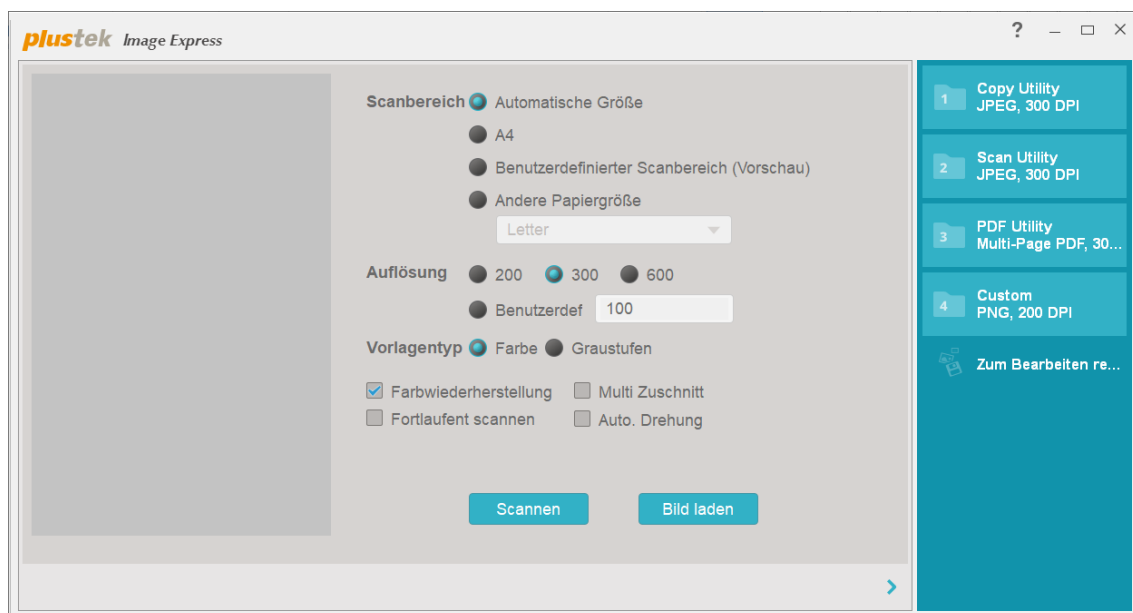 plustek Image Express
?
Scanbereich Automatische Größe
A4
Benutzerdefinierter Scanbereich (Vorschau)
Andere Papiergröße
Letter
Auflösung 200 300 600
Benutzerdef 100
Vorlagentyp Farbe Graustufen
Farbwiederherstellung Multi Zuschnitt
Fortlaufent scannen Auto. Drehung
Scannen Bild laden
1 Copy Utility
JPEG, 300 DPI
2 Scan Utility
JPEG, 300 DPI
3 PDF Utility
Multi-Page PDF, 30...
4 Custom
PNG, 200 DPI
Zum Bearbeiten re...